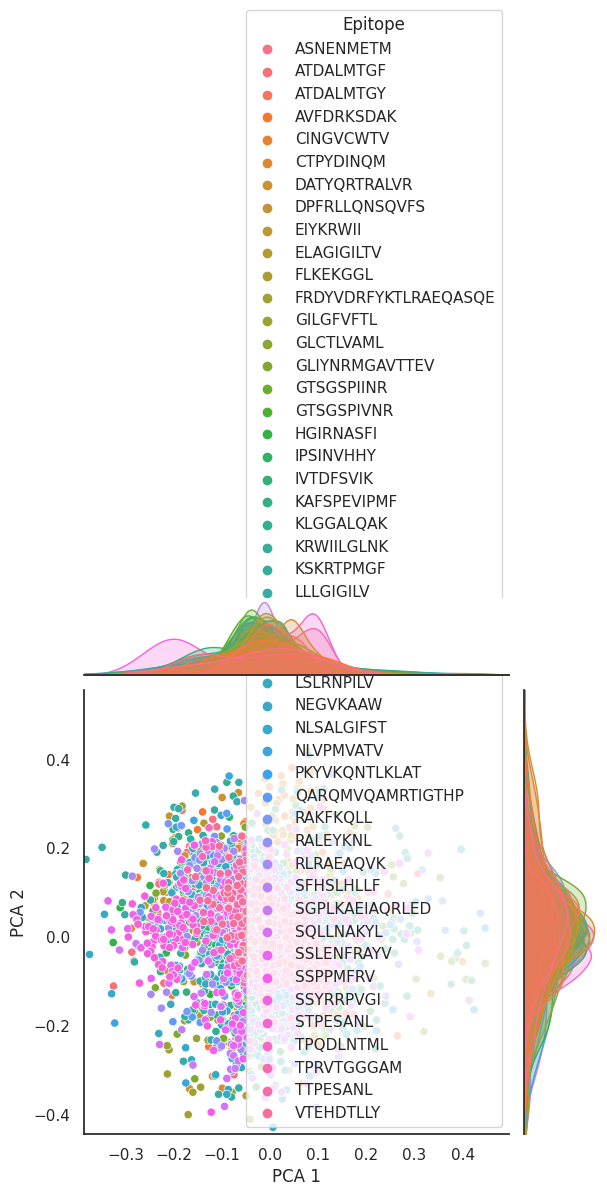 Epitope
ASNENMETM
ATDALMTGF
ATDALMTGY
AVFDRKSDAK
CINGVCWTV
CTPYDINQM
DATYQRTRALVR
DPFRLLQNSQVFS
EIYKRWII
ELAGIGILTV
FLKEKGGL
FRDYVDRFYKTLRAEQASQE
GILGFVFTL
GLCTLVAML
GLIYNRMGAVTTEV
GTSGSPIINR
GTSGSPIVNR
HGIRNASFI
IPSINVHHY
IVTDFSVIK
KAFSPEVIPMF
KLGGALQAK
KRWIILGLNK
KSKRTPMGF
LLLGIGILV
LSLRNPILV
NEGVKAAW
NLSALGIFST
NLVPMVATV
PKYVKQNTLKLAT
QARQMVQAMRTIGTHP
RAKFKQLL
RALEYKNL
RLRAEAQVK
SFHSLHLLF
SGPLKAEIAQRLED
SQLLNAKYL
SSLENFRAYV
SSPPMFRV
SSYRRPVGI
STPESANL
TPQDLNTML
TPRVTGGGAM
TTPESANL
VTEHDTLLY
0.4
0.2
0.0
−0.2
−0.4
PCA 2
−0.3 −0.2 −0.1 0.0 0.1 0.2 0.3 0.4
PCA 1